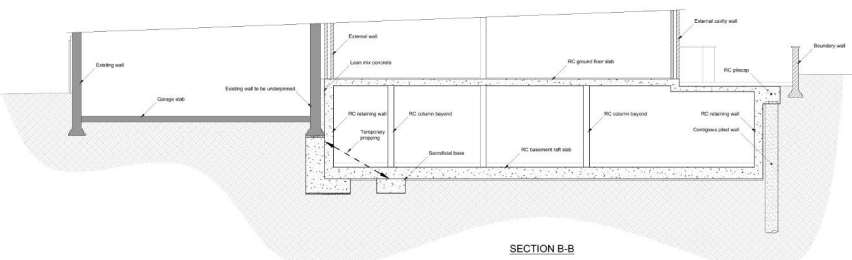 External cavity wall
External wall
Boundary wall
Existing wall
Lean mix concrete
RC ground floor slab
RC pilecap
Existing wall to be underpinned
Garage slab
RC retaining wall
RC column beyond
RC column beyond
RC retaining wall
Temporary
propping
Contigious piled wall
Sacraficial base
RC basement raft slab
SECTION B-B